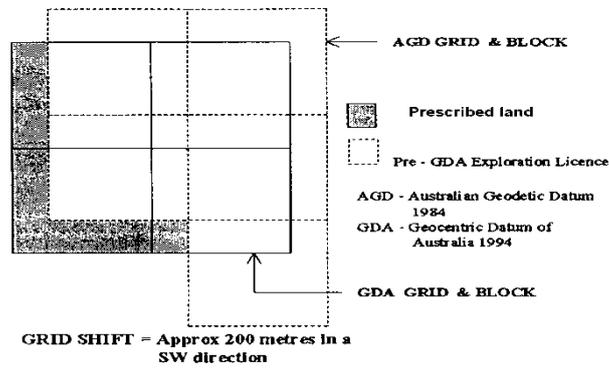 AGD GRID & BLOCK
Prescribed land
Pre - GDA Exploration Licence
AGD - Australian Geodetic Datum
1984
GDA - Geocentric Datum of
Australia 1994
GDA GRID & BLOCK
GRID SHIFT = Approx 200 metres in a
SW direction